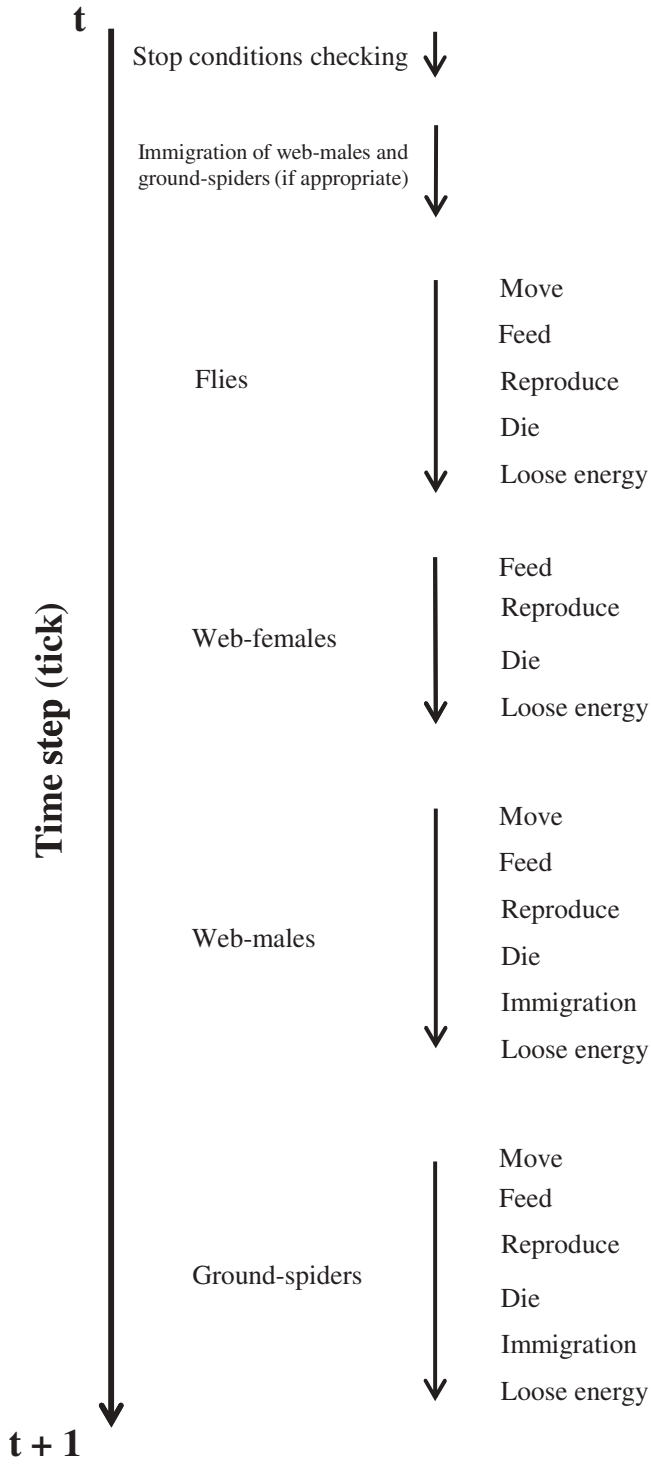 t
Stop conditions checking
Immigration of web-males and
ground-spiders (if appropriate)
Flies
Move
Feed
Reproduce
Die
Loose energy
Time step (tick)
Web-females
Feed
Reproduce
Die
Loose energy
Web-males
Move
Feed
Reproduce
Die
Immigration
Loose energy
Ground-spiders
Move
Feed
Reproduce
Die
Immigration
Loose energy
t + 1